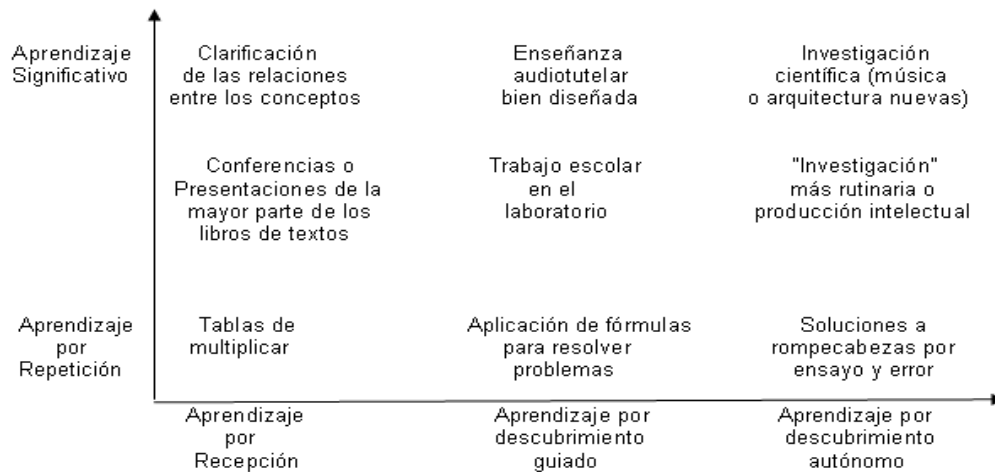 Aprendizaje
Significativo
Clarificación
de las relaciones
entre los conceptos
Enseñanza
audiotutelar
bien diseñada
Investigación
científica (música
o arquitectura nuevas)
Conferencias o
Presentaciones de la
mayor parte de los
libros de textos
Trabajo escolar
en el
laboratorio
"Investigación"
más rutinaria o
producción intelectual
Aprendizaje
por
Repetición
Tablas de
multiplicar
Aplicación de fórmulas
para resolver
problemas
Soluciones a
rompecabezas por
ensayo y error
Aprendizaje
por
Recepción
Aprendizaje por
descubrimiento
guiado
Aprendizaje por
descubrimiento
autónomo